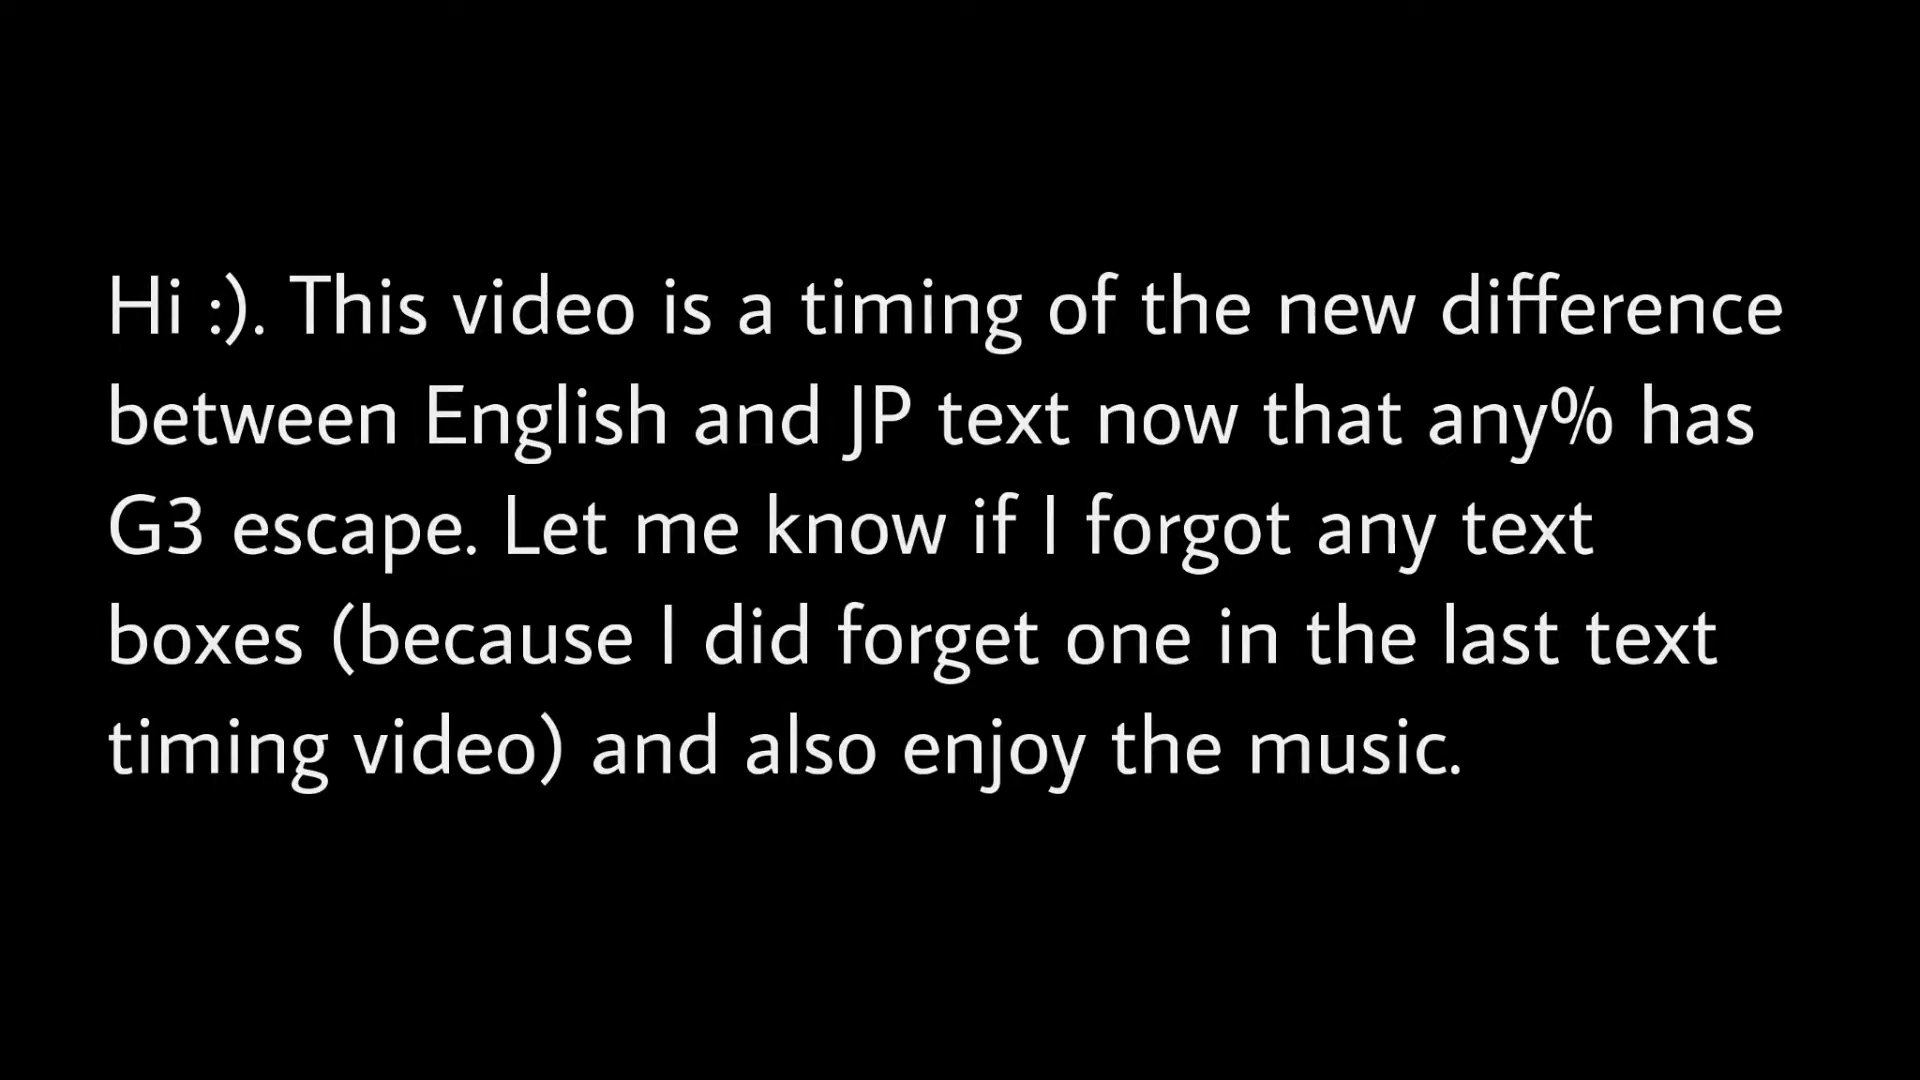 Hi :). This video is a timing of the new difference
between English and JP text now that any% has
G3 escape. Let me know if I forgot any text
boxes (because I did forget one in the last text
timing video) and also enjoy the music.